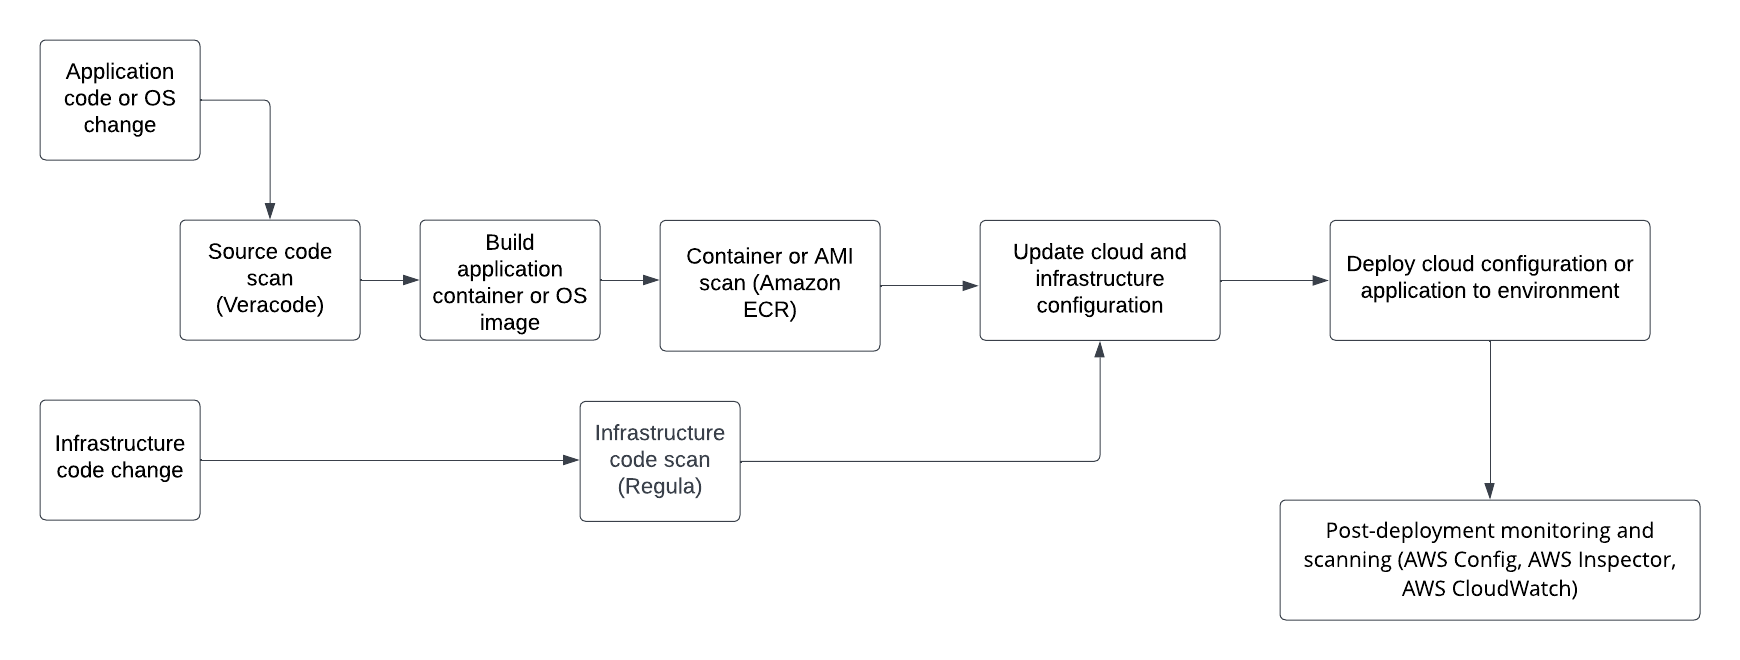 Application
code or OS
change
Source code
scan
(Veracode)
Build
application
container or OS
image
Container or AMI
scan (Amazon
ECR)
Update cloud and
infrastructure
configuration
Deploy cloud configuration or
application to environment
Infrastructure
code change
Infrastructure
code scan
(Regula)
Post-deployment monitoring and
scanning (AWS Config, AWS Inspector,
AWS CloudWatch)